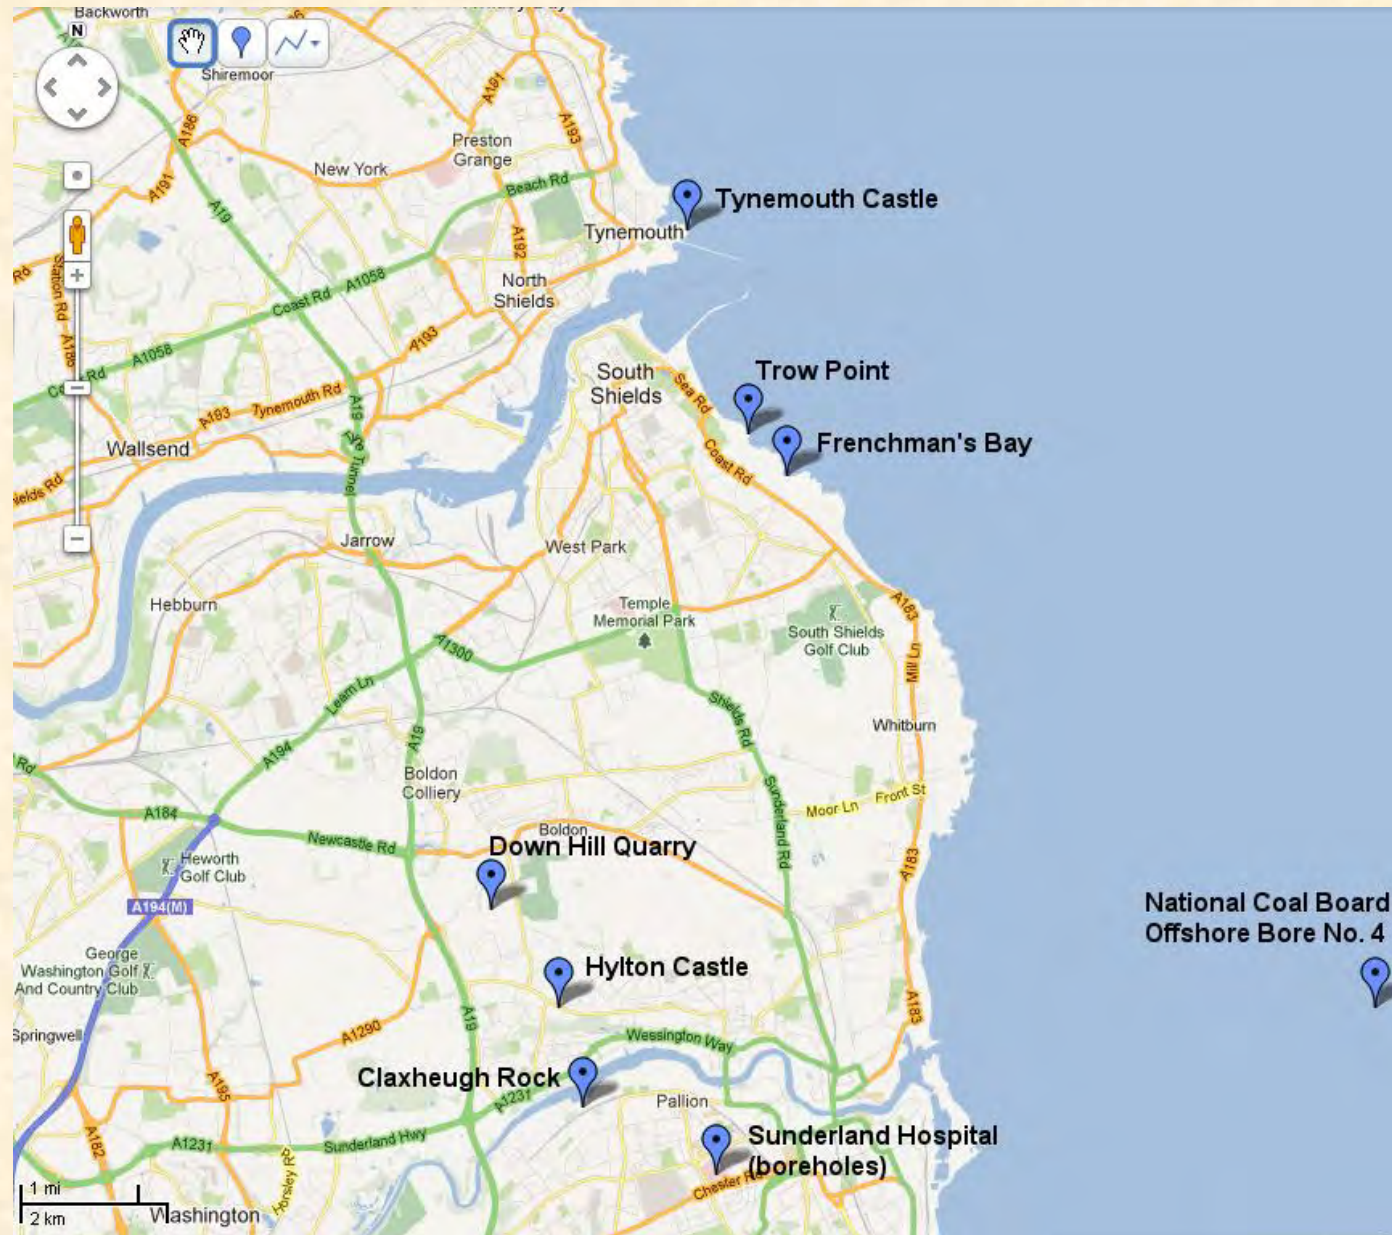 Backworth
N
Shiremoor
A191
A193
A186
Preston
Grange
New York
A191
Beach Rd
A19
Tynemouth Castle
Tynemouth
A192
Station Rd
Rd
A1058
North
Shields
Coast Rd
A193
A1058
A186
Rd
Trow Point
South
Shields
Sea Rd
A193
Tynemouth Rd
A19
Frenchman's Bay
Wallsend
Coast Rd
Tunnel
Jarrow
West Park
Hebburn
Temple
Memorial Park
A183
South Shields
Golf Club
A1300
Mill Ln
Leam Ln
Shields Rd
Whitburn
A19
A194
Rd
Boldon
Colliery
Sunderland Rd
Moor Ln
Front St
A184
Newcastle Rd
Boldon
Down Hill Quarry
Heworth
Golf Club
A183
A194(M)
National Coal Board
Offshore Bore No. 4
George
Washington Golf
And Country Club
Hylton Castle
A183
A19
Springwell
A1290
Wessington Way
Claxheugh Rock
A195
A1231
Pallion
A182
A1231
Sunderland Hwy
Sunderland Hospital
(boreholes)
Horsley Rd
Chester
1 mi
2 km
Washington